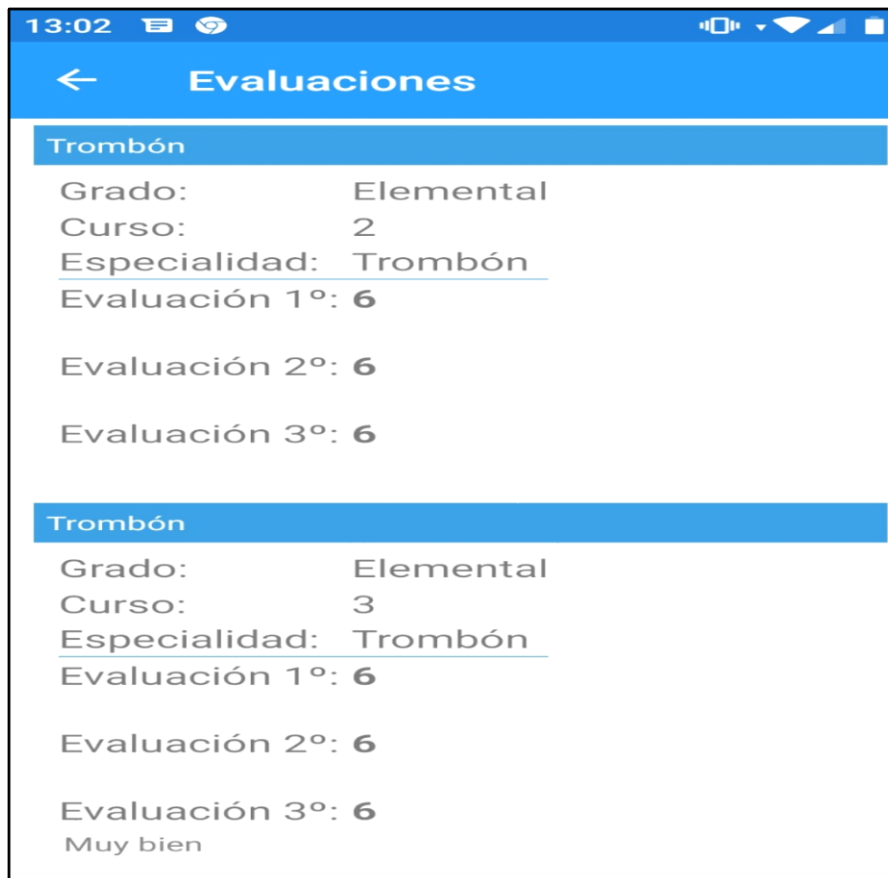 13:02
Evaluaciones
Trombón
Grado: Elemental
Curso: 2
Especialidad: Trombón
Evaluación 1º: 6
Evaluación 2º: 6
Evaluación 3º: 6
Trombón
Grado: Elemental
Curso: 3
Especialidad: Trombón
Evaluación 1º: 6
Evaluación 2º: 6
Evaluación 3º: 6
Muy bien